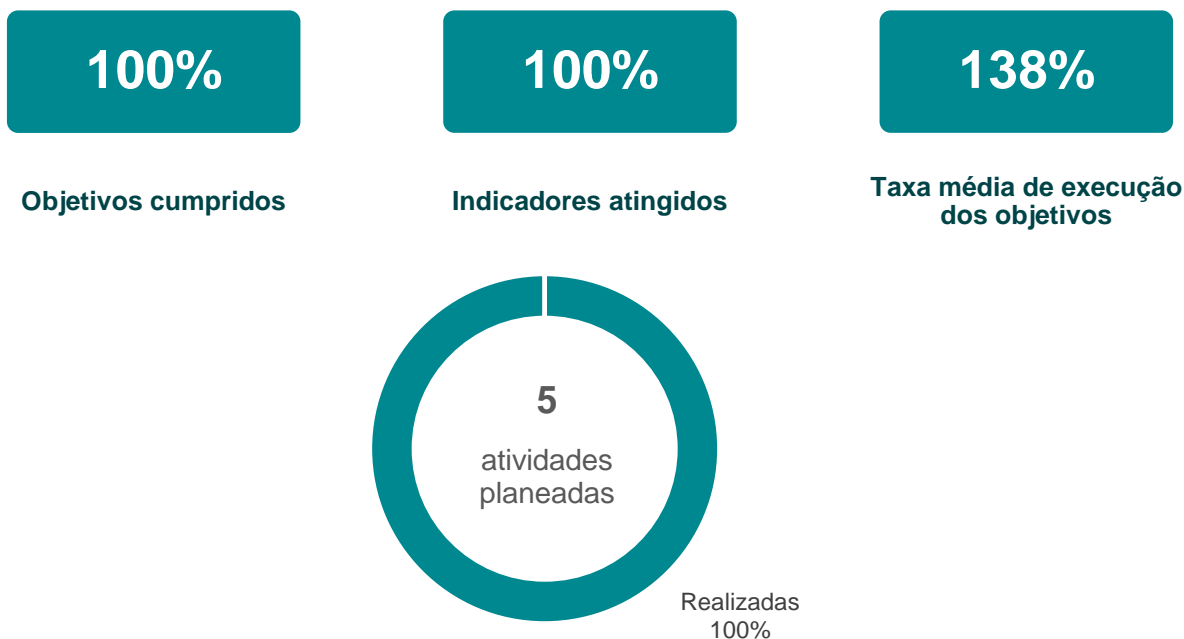 100%
100%
138%
Objetivos cumpridos
Indicadores atingidos
Taxa média de execução
dos objetivos
5
atividades
planeadas
Realizadas
100%